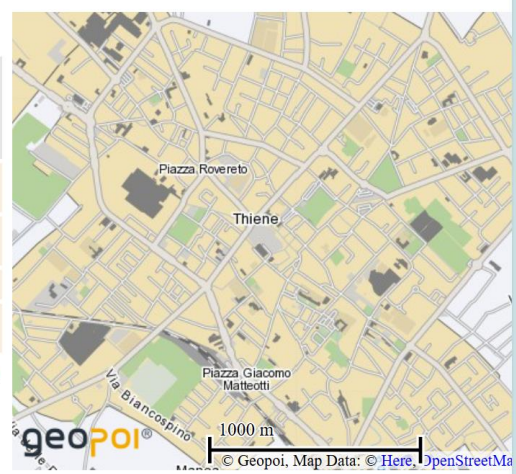 Piazza Rovereto
Thiene
Piazza Giacomo
Matteotti
Via Biancospino
geopoi®
1000 m
© Geopoi, Map Data: © Here, OpenStreetMa